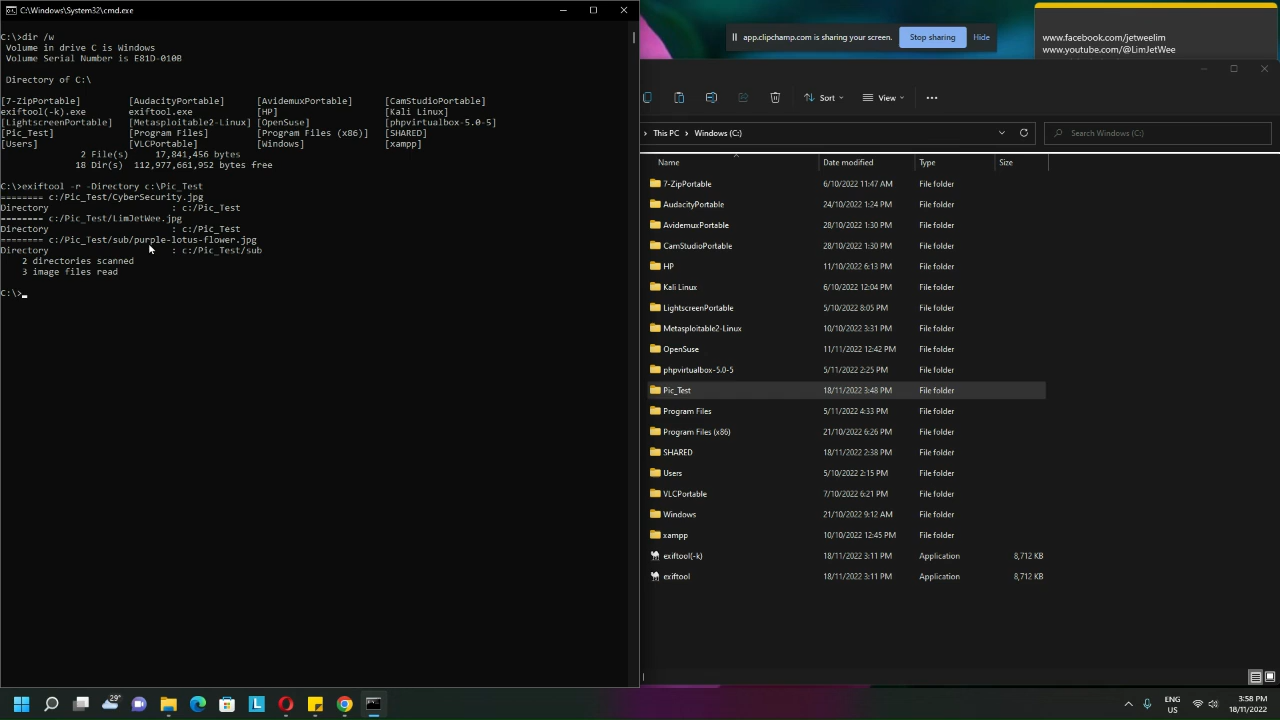 C:\Windows\System32\cmd.exe
C:\>dir /w
Volume in drive C is Windows
Volume Serial Number is E81D-010B
Directory of C:\
[7-ZipPortable] [AudacityPortable] [AvidemuxPortable] [CamStudioPortable]
exiftool(-k).exe exiftool.exe [HP] [Kali Linux]
[LightscreenPortable] [Metasploitable2-Linux] [OpenSuse] [phpvirtualbox-5.0-5]
[Pic_Test] [Program Files] [Program Files (x86)] [SHARED]
[Users] [VLCPortable] [Windows] [xampp]
2 File(s) 17,841,456 bytes
18 Dir(s) 112,977,661,952 bytes free
C:\>exiftool -r -Directory c:\Pic_Test
======== c:/Pic_Test/CyberSecurity.jpg
Directory : c:/Pic_Test
======== c:/Pic_Test/LimJetWee.jpg
Directory : c:/Pic_Test
======== c:/Pic_Test/sub/purple-lotus-flower.jpg
Directory : c:/Pic_Test/sub
2 directories scanned
3 image files read
C:\>
app.clipchamp.com is sharing your screen. Stop sharing Hide
www.facebook.com/jetweelim
www.youtube.com/@LimJetWee
Sort View
This PC > Windows (C:) Search Windows (C:)
Name Date modified Type Size
7-ZipPortable 6/10/2022 11:47 AM File folder
AudacityPortable 24/10/2022 1:24 PM File folder
AvidemuxPortable 28/10/2022 1:30 PM File folder
CamStudioPortable 28/10/2022 1:30 PM File folder
HP 11/10/2022 6:13 PM File folder
Kali Linux 6/10/2022 12:04 PM File folder
LightscreenPortable 5/10/2022 8:05 PM File folder
Metasploitable2-Linux 10/10/2022 3:31 PM File folder
OpenSuse 11/11/2022 12:42 PM File folder
phpvirtualbox-5.0-5 5/11/2022 2:25 PM File folder
Pic_Test 18/11/2022 3:48 PM File folder
Program Files 5/11/2022 4:33 PM File folder
Program Files (x86) 21/10/2022 6:26 PM File folder
SHARED 18/11/2022 2:38 PM File folder
Users 5/10/2022 2:15 PM File folder
VLCPortable 7/10/2022 6:21 PM File folder
Windows 21/10/2022 9:12 AM File folder
xampp 10/10/2022 12:45 PM File folder
exiftool(-k) 18/11/2022 3:11 PM Application 8,712 KB
exiftool 18/11/2022 3:11 PM Application 8,712 KB
29° L ENG US 3:58 PM
18/11/2022